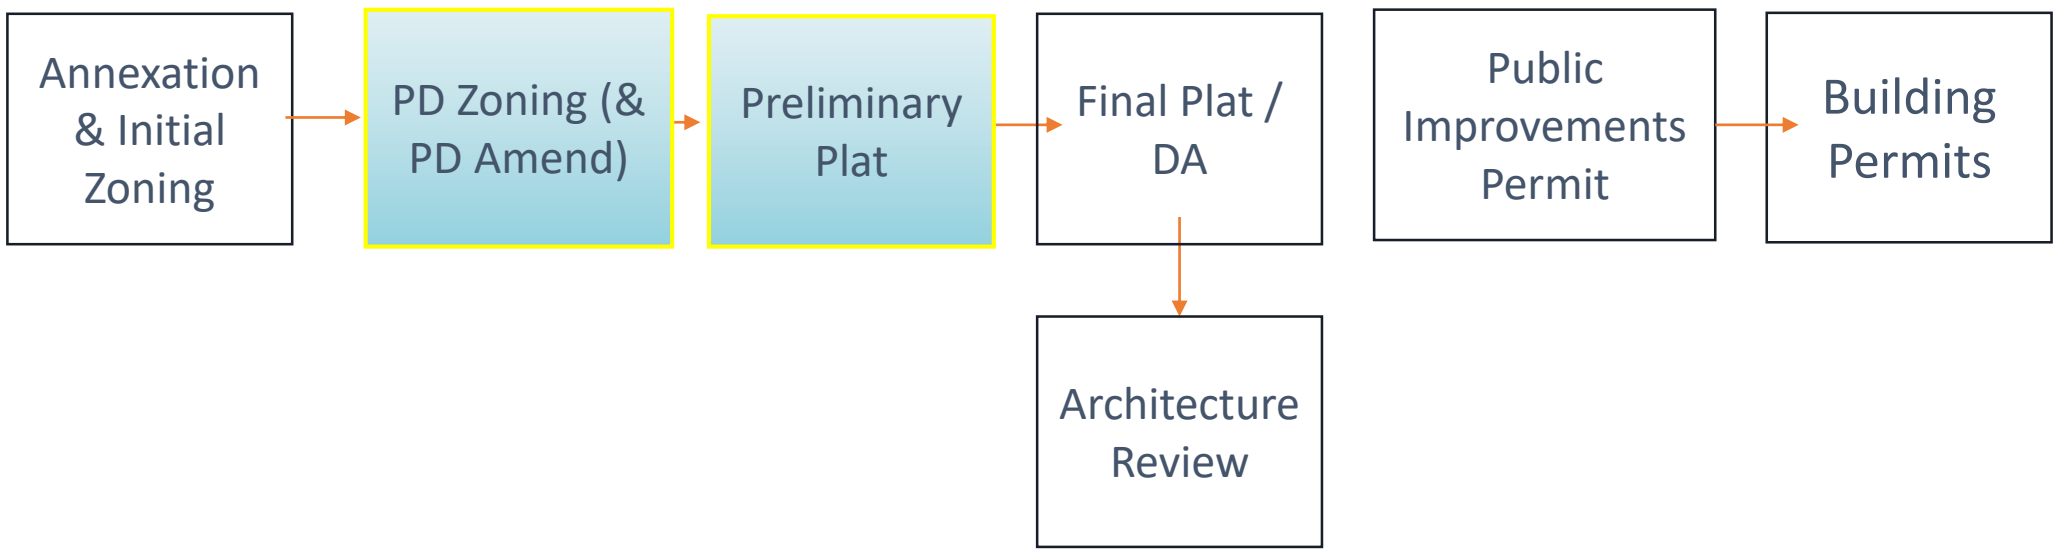 Annexation
& Initial
Zoning
PD Zoning (&
PD Amend)
Preliminary
Plat
Final Plat /
DA
Public
Improvements
Permit
Building
Permits
Architecture
Review